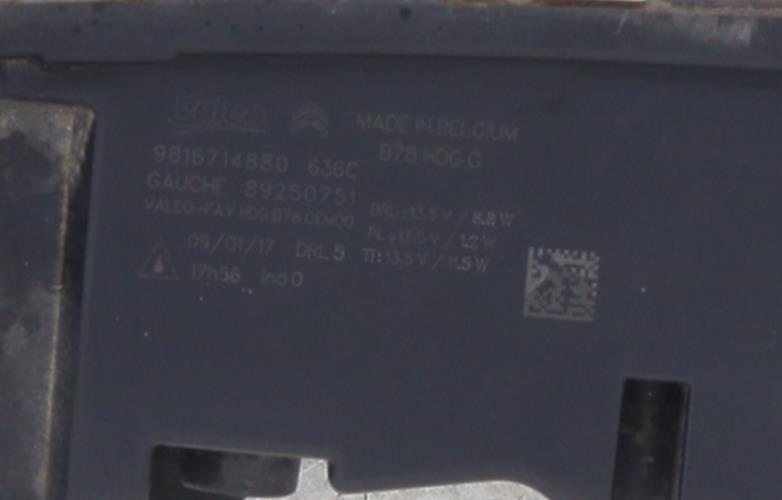 Valeo MADE IN BELGIUM
B78 HDG G
9816714880 636C
GAUCHE 89250751
VALEO-FAV HDG B78 CEM00
DRL: 13.5 V / 8.8 W
PL: 13.5 V / 1.2 W
TI: 13.5 V / 11.5 W
09/01/17 DRL 5
17h56 Ind 0